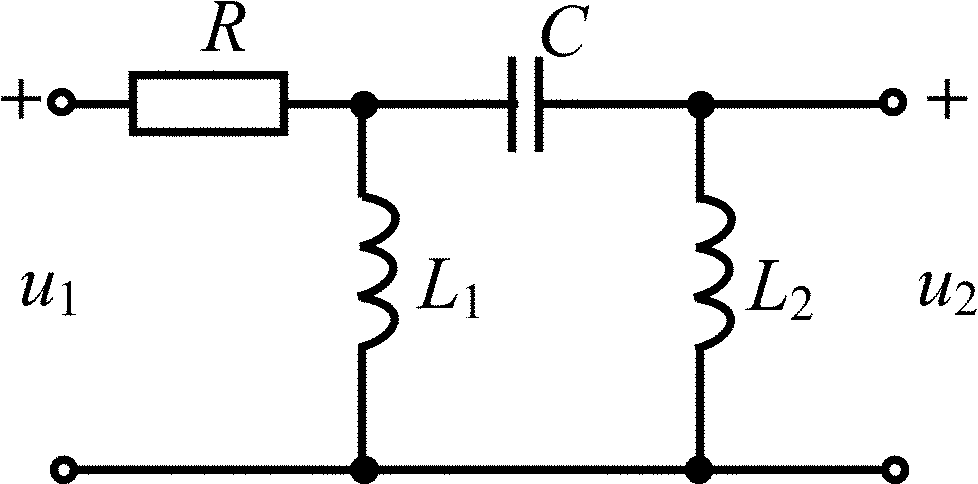 R C
+ +
u1 L1 L2 u2